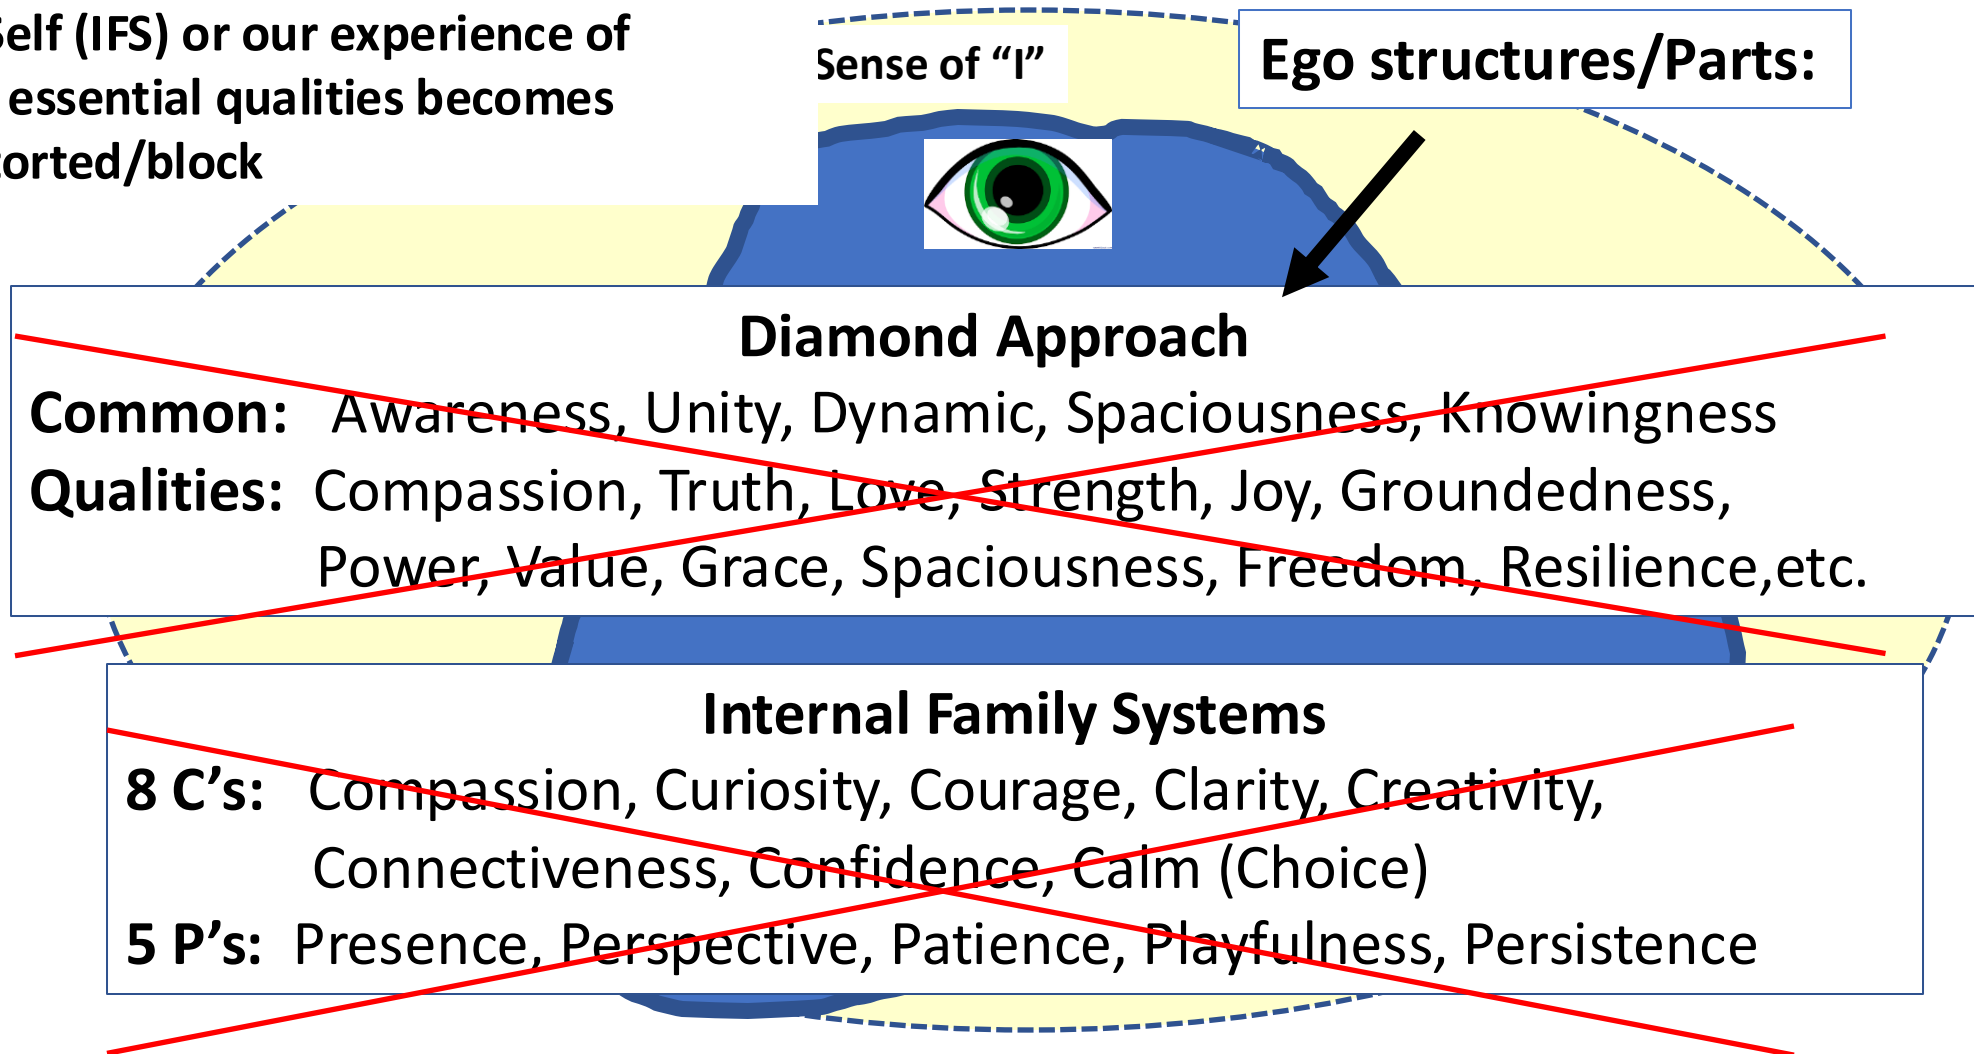 Self (IFS) or our experience of
essential qualities becomes
torted/block
Sense of “I”
Ego structures/Parts:
Diamond Approach
Common: Awareness, Unity, Dynamic, Spaciousness, Knowingness
Qualities: Compassion, Truth, Love, Strength, Joy, Groundedness,
Power, Value, Grace, Spaciousness, Freedom, Resilience,etc.
Internal Family Systems
8 C’s: Compassion, Curiosity, Courage, Clarity, Creativity,
Connectiveness, Confidence, Calm (Choice)
5 P’s: Presence, Perspective, Patience, Playfulness, Persistence